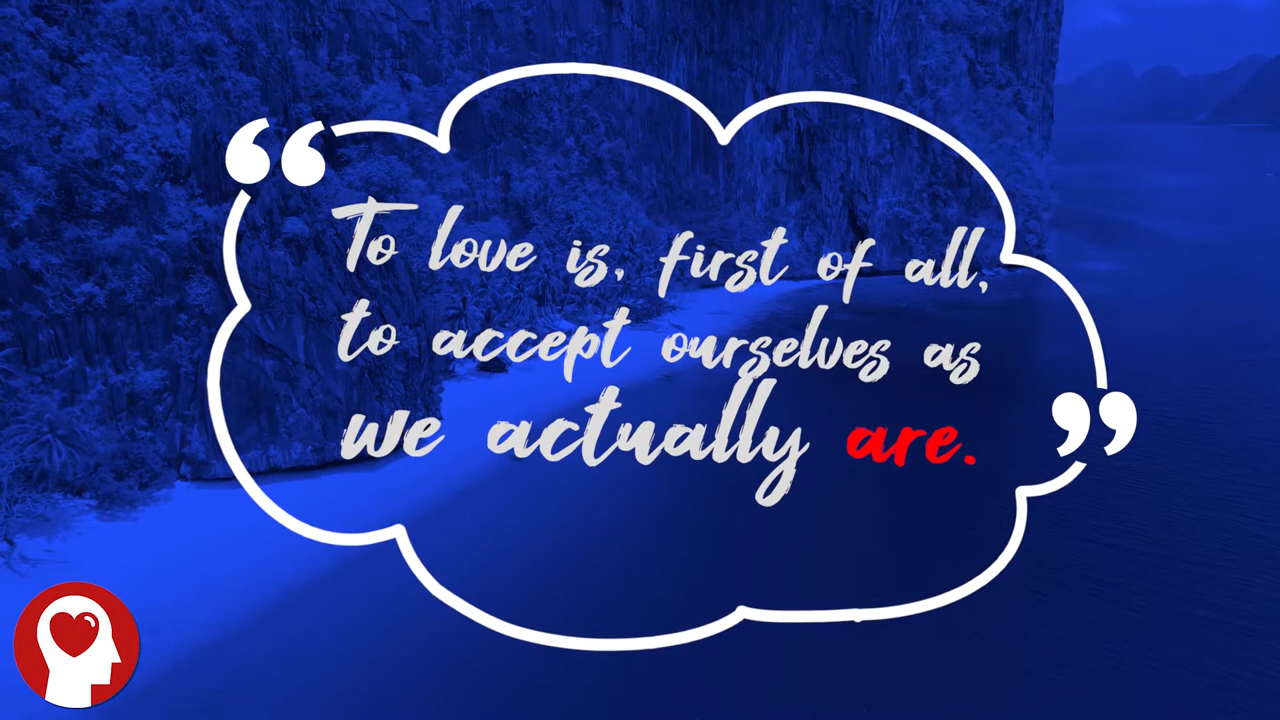 “
To love is, first of all,
to accept ourselves as
we actually are.
”